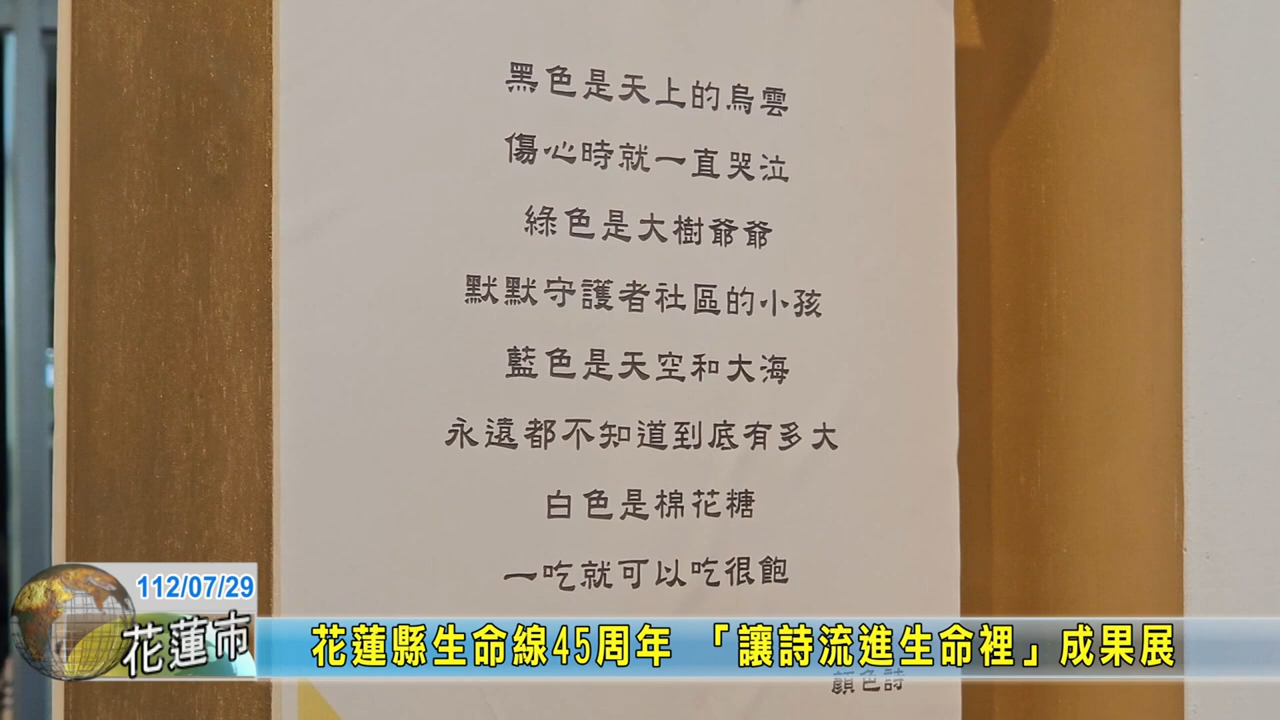 黑色是天上的烏雲
傷心時就一直哭泣
綠色是大樹爺爺
默默守護者社區的小孩
藍色是天空和大海
永遠都不知道到底有多大
白色是棉花糖
一吃就可以吃很飽
112/07/29
花蓮市
花蓮縣生命線45周年 「讓詩流進生命裡」成果展
顏色詩